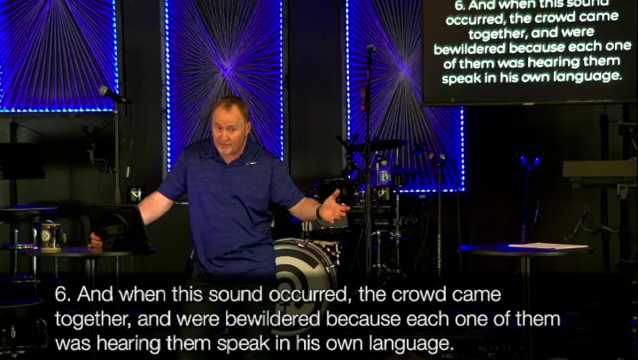 6. And when this sound
occurred, the crowd came
together, and were
bewildered because each one
of them was hearing them
speak in his own language.
6. And when this sound occurred, the crowd came
together, and were bewildered because each one of them
was hearing them speak in his own language.